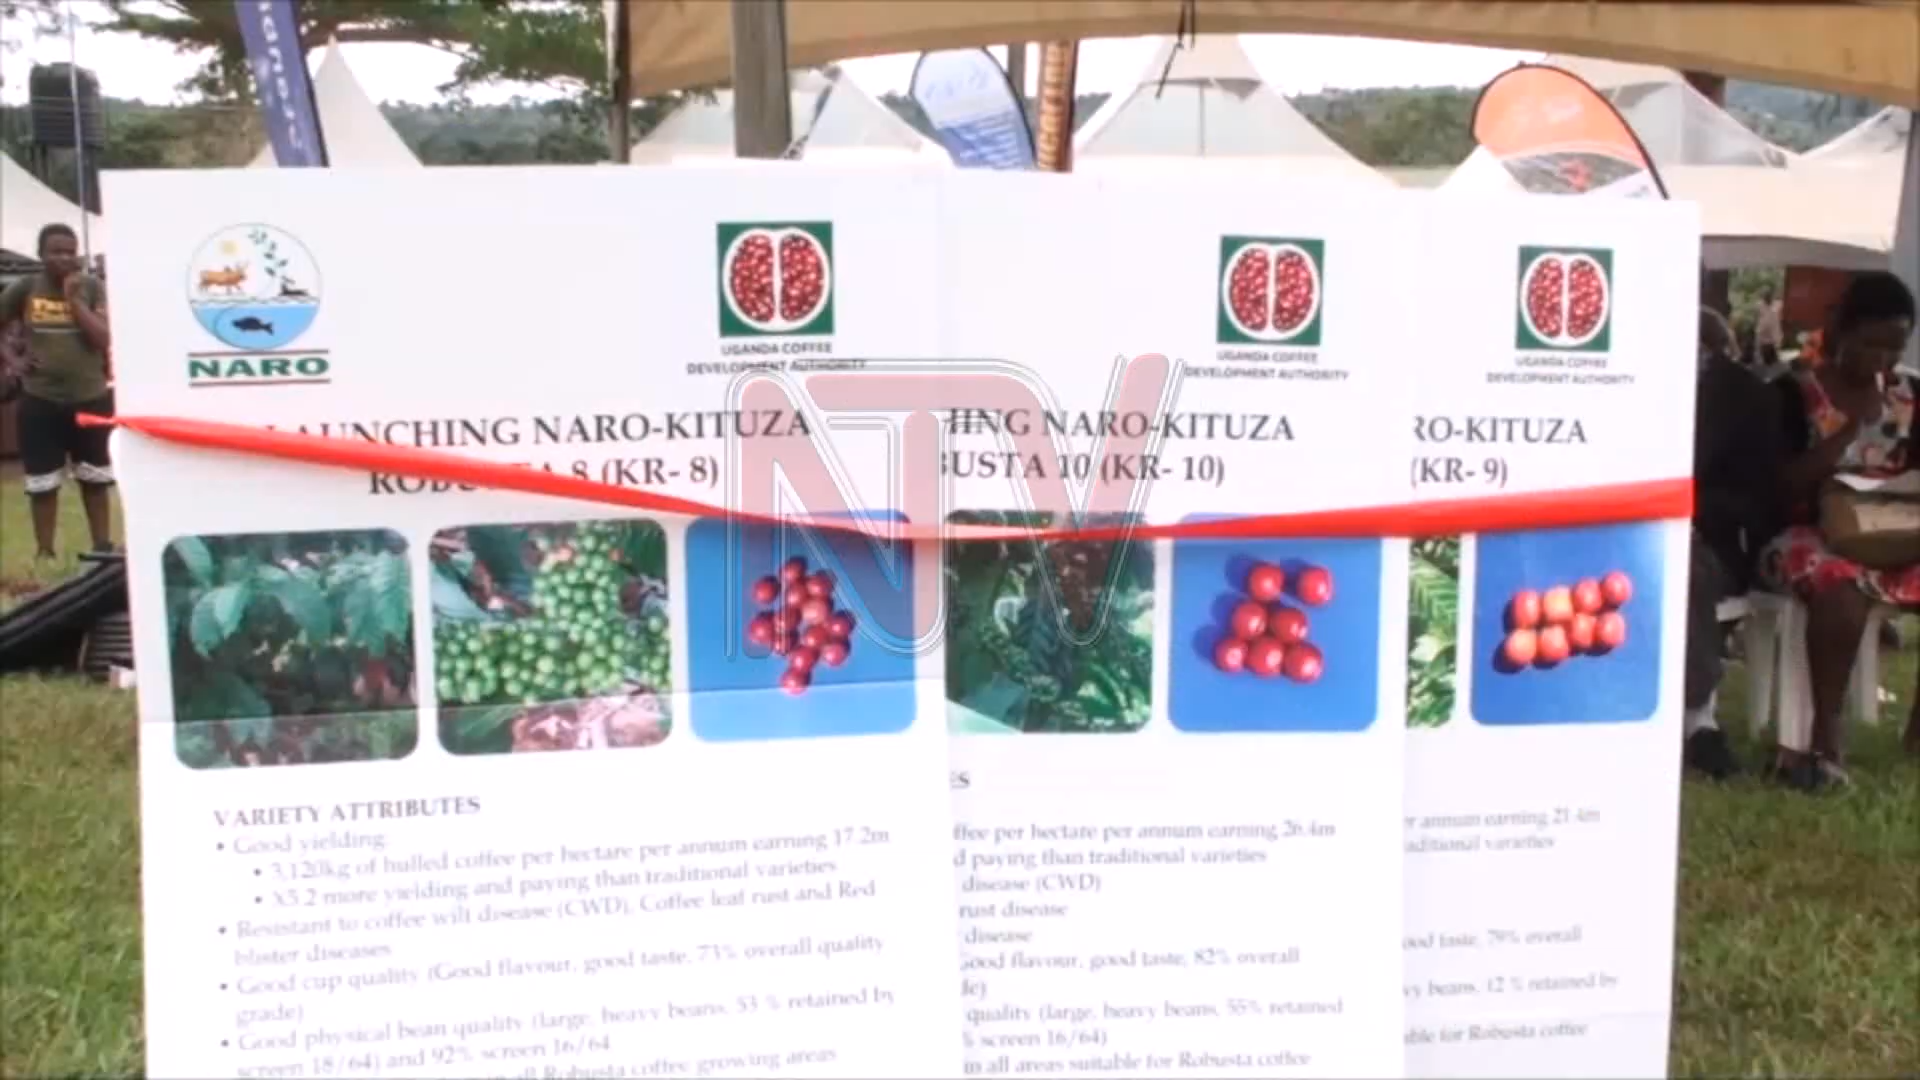 NARO
UGANDA COFFEE
DEVELOPMENT AUTHORITY
LAUNCHING NARO-KITUZA
ROBUSTA 8 (KR- 8)
VARIETY ATTRIBUTES
• Good yielding
• 3,120kg of hulled coffee per hectare per annum earning 17.2m
• X5.2 more yielding and paying than traditional varieties
• Resistant to coffee wilt disease (CWD), Coffee leaf rust and Red
blister diseases
• Good cup quality (Good flavour, good taste, 73% overall quality
grade)
• Good physical bean quality (large, heavy beans, 53 % retained by
screen 18/64) and 92% screen 16/64
all Robusta coffee growing areas
UGANDA COFFEE
DEVELOPMENT AUTHORITY
HING NARO-KITUZA
BUSTA 10 (KR- 10)
ES
ffee per hectare per annum earning 26.4m
d paying than traditional varieties
disease (CWD)
rust disease
disease
Good flavour, good taste, 82% overall
de)
quality (large, heavy beans, 55% retained
% screen 16/64)
in all areas suitable for Robusta coffee
UGANDA COFFEE
DEVELOPMENT AUTHORITY
RO-KITUZA
(KR- 9)
r annum earning 21.4m
aditional varieties
ood taste, 79% overall
vy beans, 12 % retained by
able for Robusta coffee
NTV